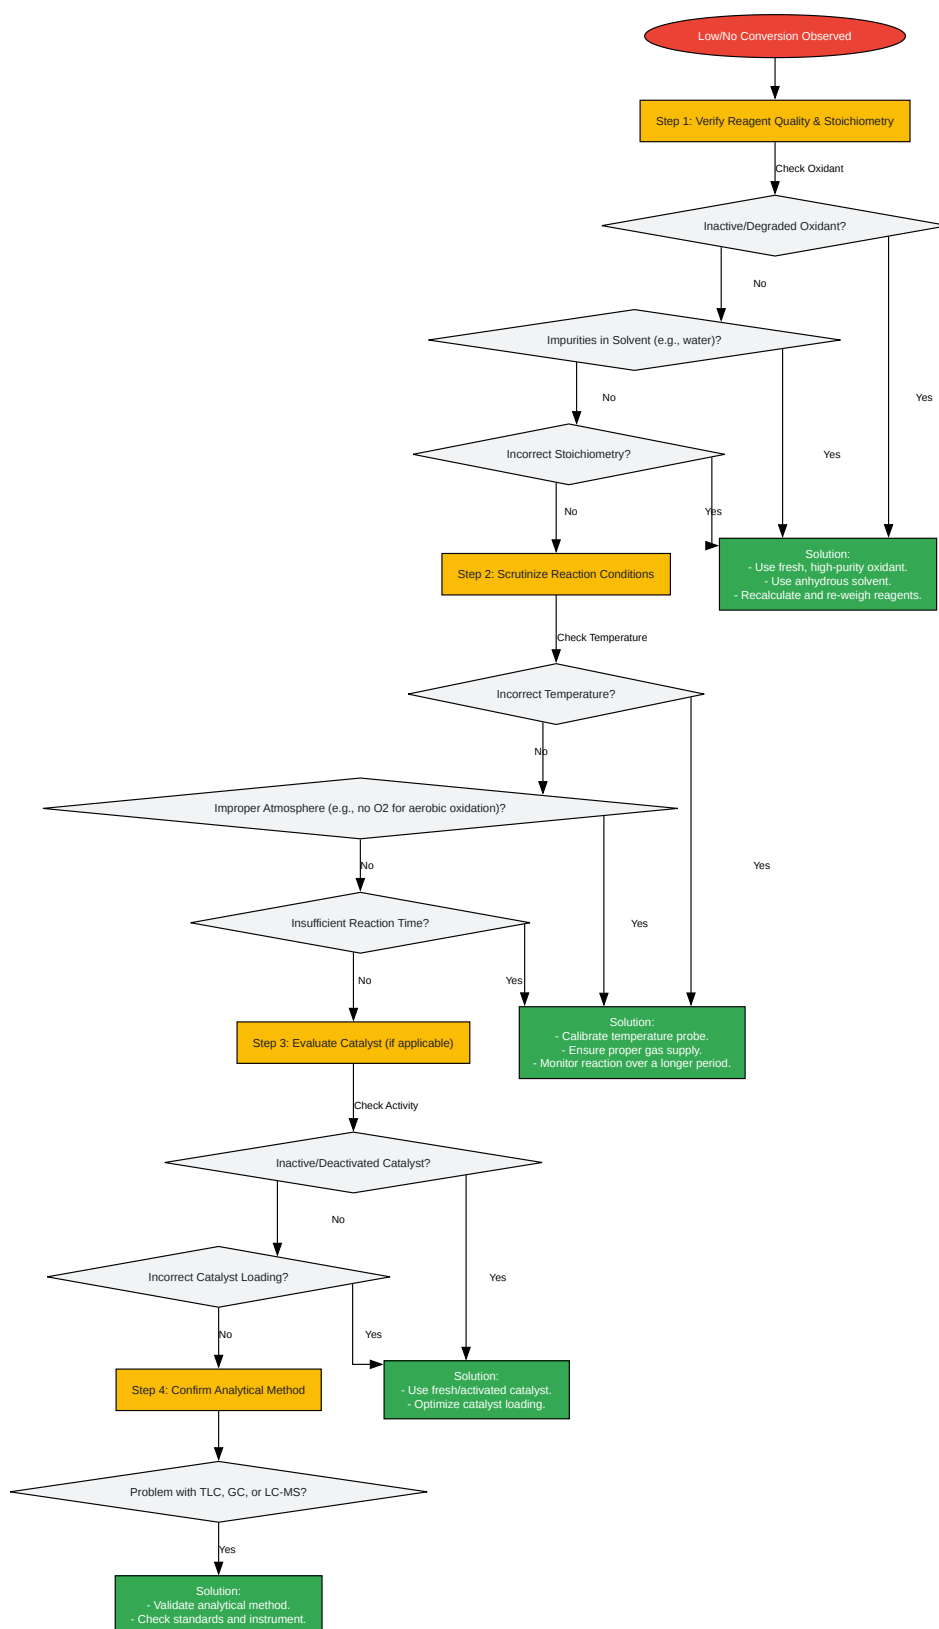 Low/No Conversion Observed
Step 1: Verify Reagent Quality & Stoichiometry
Check Oxidant
Inactive/Degraded Oxidant?
No
Yes
Impurities in Solvent (e.g., water)?
No
Yes
Incorrect Stoichiometry?
No
Yes
Solution:
- Use fresh, high-purity oxidant.
- Use anhydrous solvent.
- Recalculate and re-weigh reagents.
Step 2: Scrutinize Reaction Conditions
Check Temperature
Incorrect Temperature?
No
Yes
Improper Atmosphere (e.g., no O2 for aerobic oxidation)?
No
Yes
Insufficient Reaction Time?
No
Yes
Solution:
- Calibrate temperature probe.
- Ensure proper gas supply.
- Monitor reaction over a longer period.
Step 3: Evaluate Catalyst (if applicable)
Check Activity
Inactive/Deactivated Catalyst?
No
Yes
Incorrect Catalyst Loading?
No
Yes
Solution:
- Use fresh/activated catalyst.
- Optimize catalyst loading.
Step 4: Confirm Analytical Method
Problem with TLC, GC, or LC-MS?
Yes
Solution:
- Validate analytical method.
- Check standards and instrument.